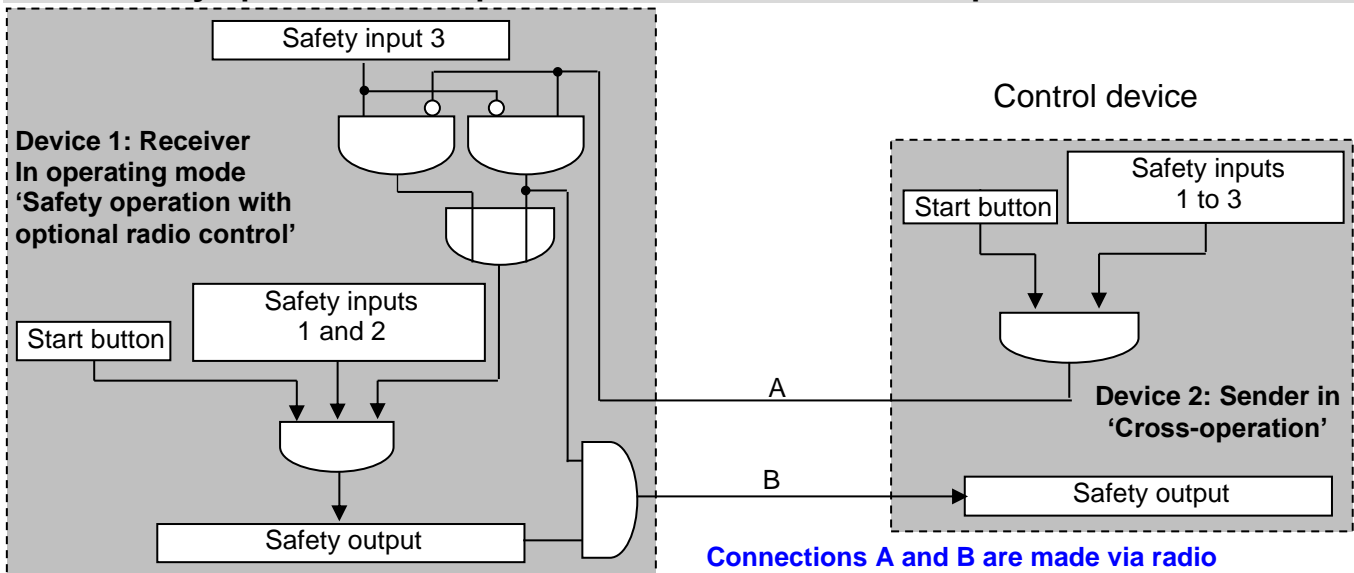 Safety input 3
Control device
Device 1: Receiver
In operating mode
‘Safety operation with
optional radio control’
Safety inputs
1 to 3
Start button
Safety inputs
1 and 2
Start button
A
Device 2: Sender in
‘Cross-operation’
B
Safety output
Safety output
Connections A and B are made via radio